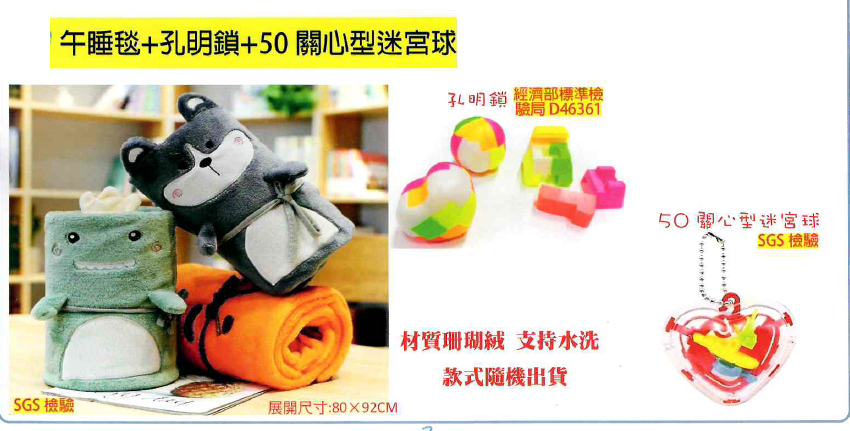 午睡毯+孔明鎖+50 關心型迷宮球
孔明鎖 經濟部標準檢
驗局 D46361
50 關心型迷宮球
SGS 檢驗
材質珊瑚絨 支持水洗
款式隨機出貨
SGS 檢驗
展開尺寸:80×92CM